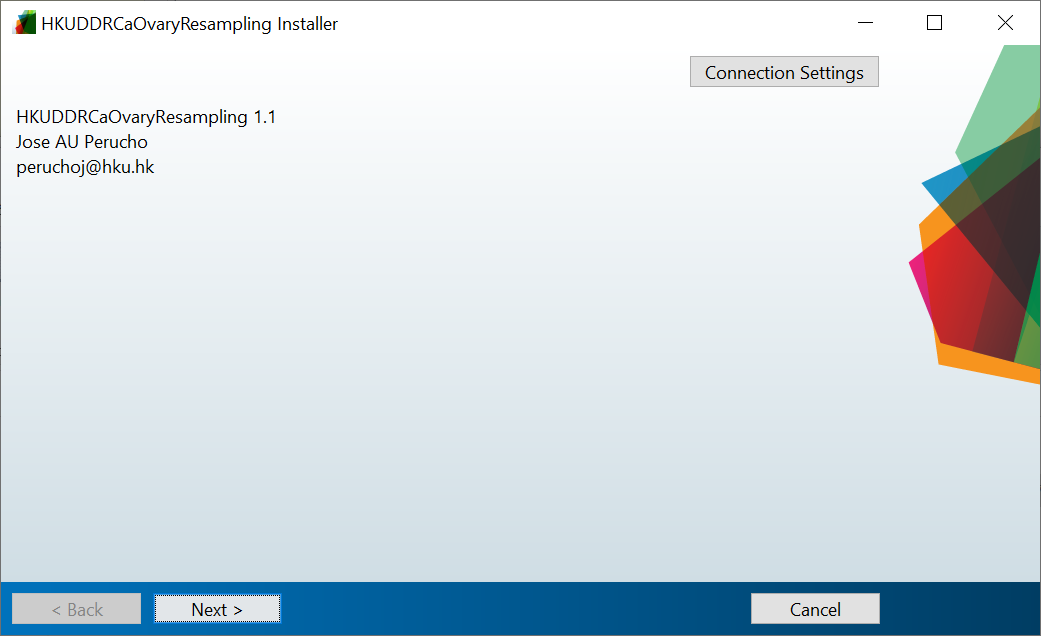 HKUDDRCaOvaryResampling Installer
Connection Settings
HKUDDRCaOvaryResampling 1.1
Jose AU Perucho
peruchoj@hku.hk
< Back
Next >
Cancel